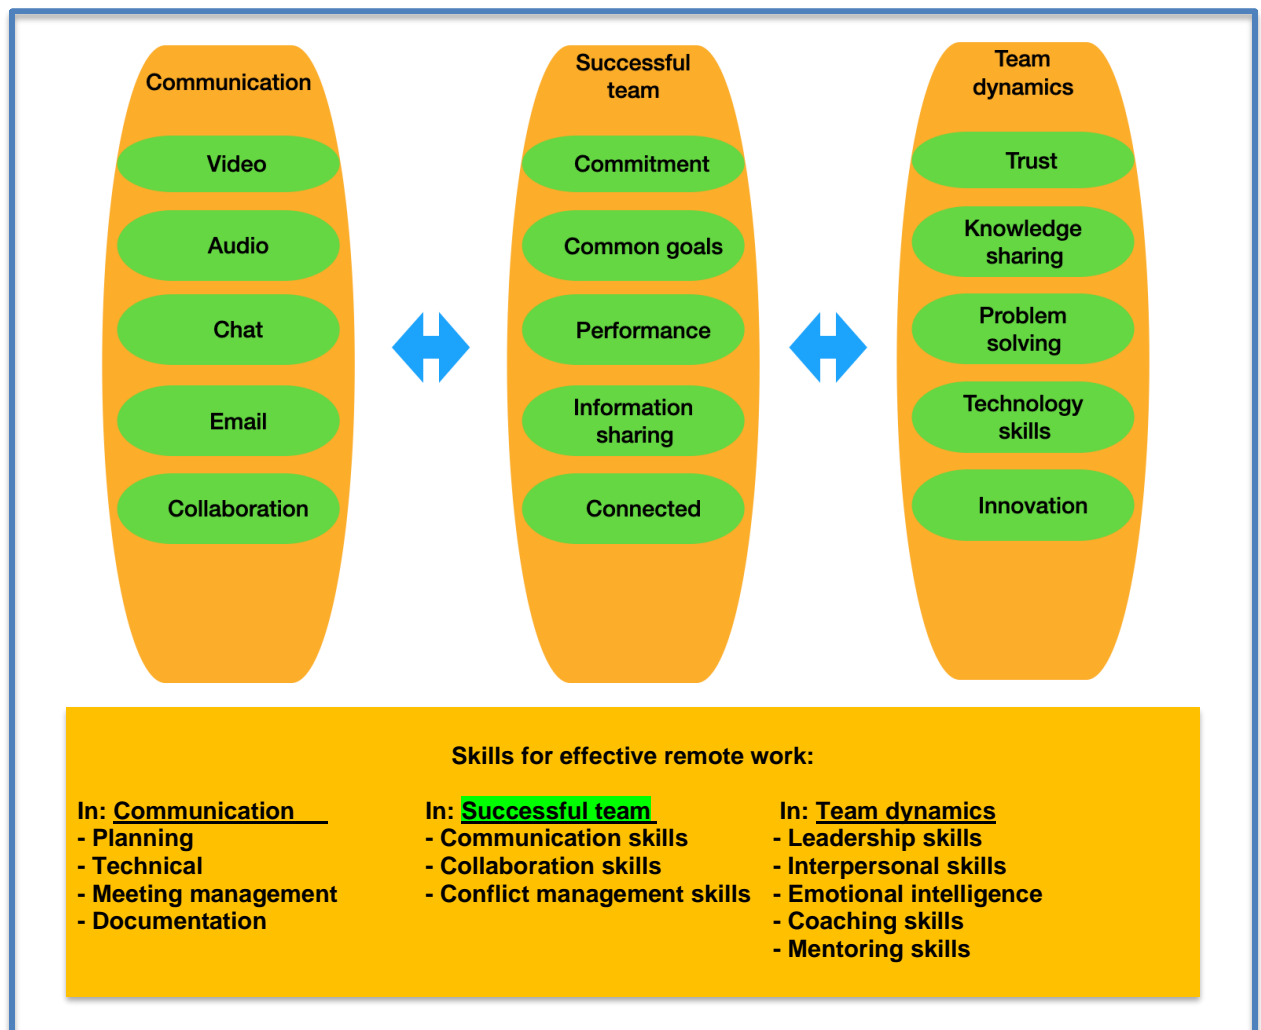 Communication
Video
Audio
Chat
Email
Collaboration
Successful
team
Commitment
Common goals
Performance
Information
sharing
Connected
Team
dynamics
Trust
Knowledge
sharing
Problem
solving
Technology
skills
Innovation
Skills for effective remote work:
In: Communication
- Planning
- Technical
- Meeting management
- Documentation
In: Successful team
- Communication skills
- Collaboration skills
- Conflict management skills
In: Team dynamics
- Leadership skills
- Interpersonal skills
- Emotional intelligence
- Coaching skills
- Mentoring skills